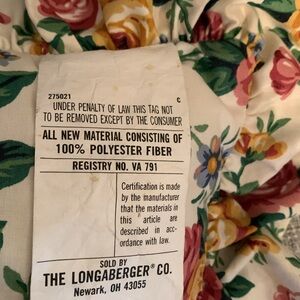 275021 C
UNDER PENALTY OF LAW THIS TAG NOT
TO BE REMOVED EXCEPT BY THE CONSUMER
ALL NEW MATERIAL CONSISTING OF
100% POLYESTER FIBER
REGISTRY NO. VA 791
Certification is made
by the manufacturer
that the materials in
this article are
described in acc-
ordance with law.
SOLD BY
THE LONGABERGER® CO.
Newark, OH 43055